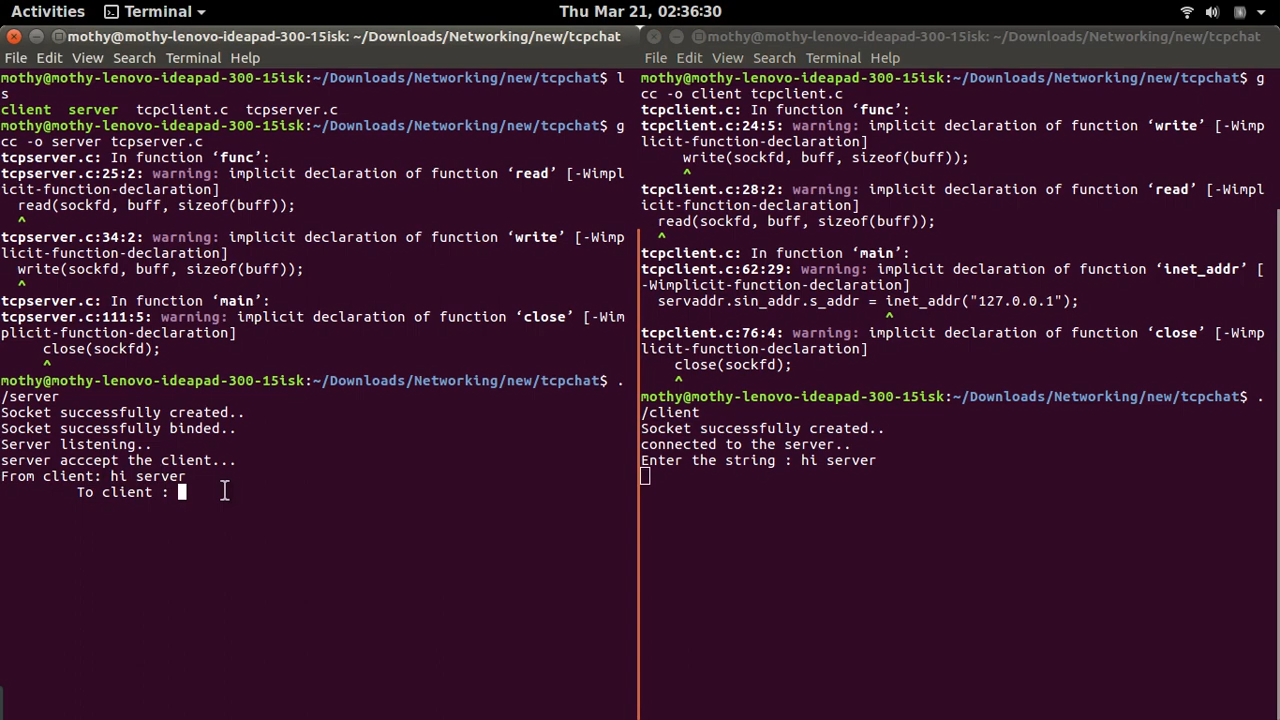 Activities Terminal Thu Mar 21, 02:36:30
mothy@mothy-lenovo-ideapad-300-15isk: ~/Downloads/Networking/new/tcpchat
File Edit View Search Terminal Help
mothy@mothy-lenovo-ideapad-300-15isk:~/Downloads/Networking/new/tcpchat$ l
s
client  server  tcpclient.c  tcpserver.c
mothy@mothy-lenovo-ideapad-300-15isk:~/Downloads/Networking/new/tcpchat$ g
cc -o server tcpserver.c
tcpserver.c: In function ‘func’:
tcpserver.c:25:2: warning: implicit declaration of function ‘read’ [-Wimpl
icit-function-declaration]
  read(sockfd, buff, sizeof(buff));
  ^
tcpserver.c:34:2: warning: implicit declaration of function ‘write’ [-Wimp
licit-function-declaration]
  write(sockfd, buff, sizeof(buff));
  ^
tcpserver.c: In function ‘main’:
tcpserver.c:111:5: warning: implicit declaration of function ‘close’ [-Wim
plicit-function-declaration]
     close(sockfd);
     ^
mothy@mothy-lenovo-ideapad-300-15isk:~/Downloads/Networking/new/tcpchat$ .
/server
Socket successfully created..
Socket successfully binded..
Server listening..
server acccept the client...
From client: hi server
         To client :
mothy@mothy-lenovo-ideapad-300-15isk: ~/Downloads/Networking/new/tcpchat
File Edit View Search Terminal Help
mothy@mothy-lenovo-ideapad-300-15isk:~/Downloads/Networking/new/tcpchat$ g
cc -o client tcpclient.c
tcpclient.c: In function ‘func’:
tcpclient.c:24:5: warning: implicit declaration of function ‘write’ [-Wimp
licit-function-declaration]
     write(sockfd, buff, sizeof(buff));
     ^
tcpclient.c:28:2: warning: implicit declaration of function ‘read’ [-Wimpl
icit-function-declaration]
  read(sockfd, buff, sizeof(buff));
  ^
tcpclient.c: In function ‘main’:
tcpclient.c:62:29: warning: implicit declaration of function ‘inet_addr’ [
-Wimplicit-function-declaration]
  servaddr.sin_addr.s_addr = inet_addr("127.0.0.1");
                             ^
tcpclient.c:76:4: warning: implicit declaration of function ‘close’ [-Wimp
licit-function-declaration]
    close(sockfd);
    ^
mothy@mothy-lenovo-ideapad-300-15isk:~/Downloads/Networking/new/tcpchat$ .
/client
Socket successfully created..
connected to the server..
Enter the string : hi server